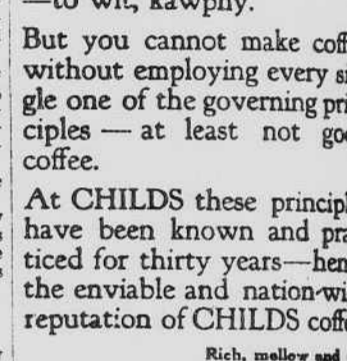 —to wit, kawphy.
But you cannot make coff
without employing every si
gle one of the governing pri
ciples — at least not goo
coffee.
At CHILDS these principl
have been known and pra
ticed for thirty years—hen
the enviable and nation-wi
reputation of CHILDS coffe
Rich, mellow and